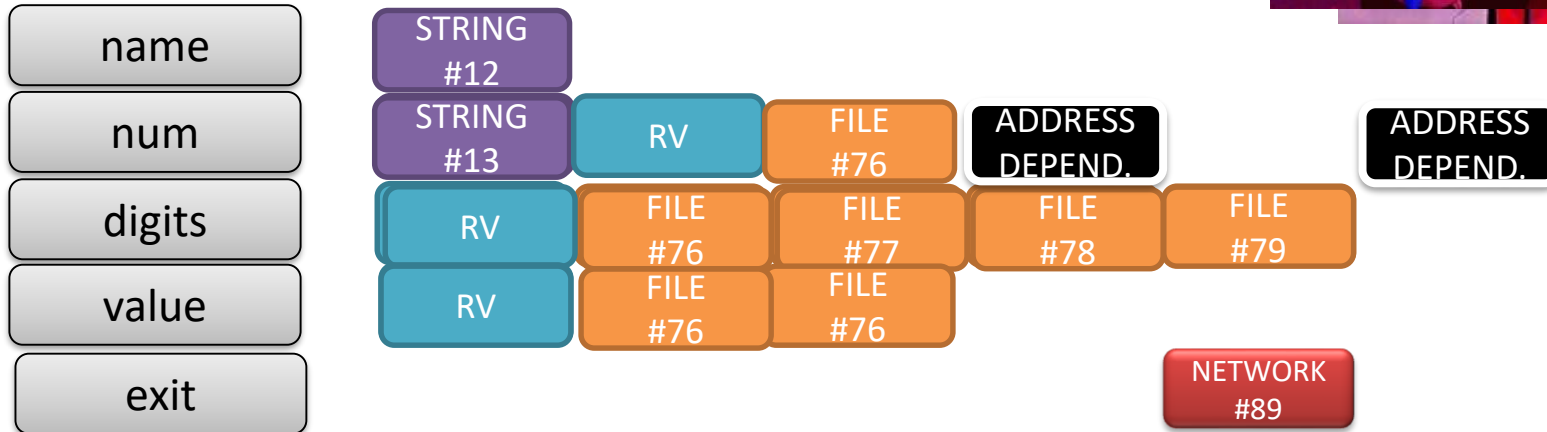 name
STRING
#12
num
STRING
#13
RV
FILE
#76
ADDRESS
DEPEND.
ADDRESS
DEPEND.
digits
RV
FILE
#76
FILE
#77
FILE
#78
FILE
#79
value
RV
FILE
#76
FILE
#76
exit
NETWORK
#89